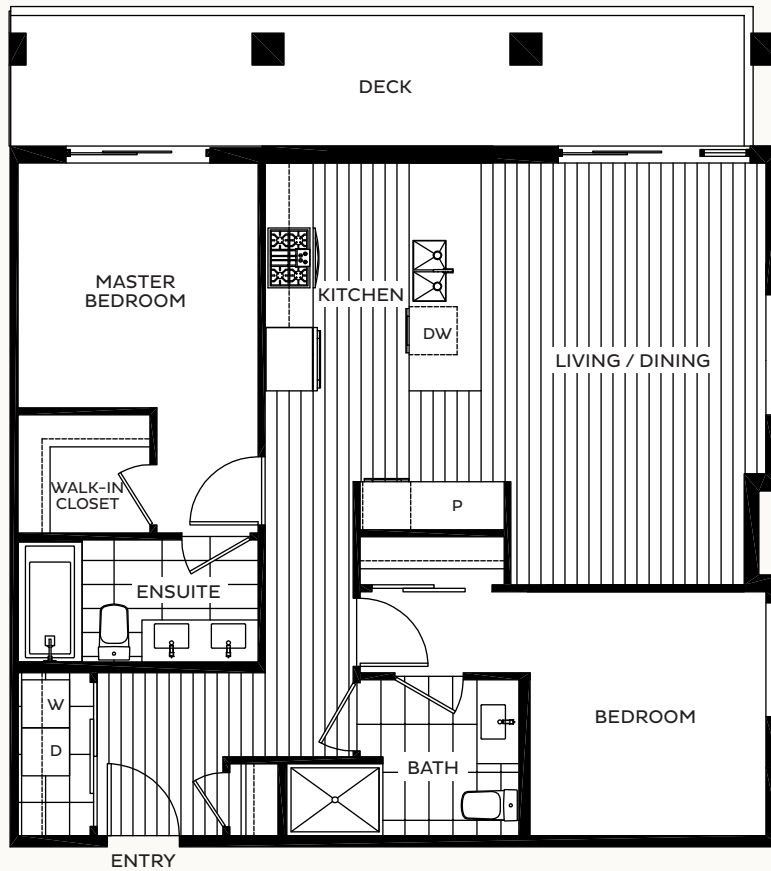 DECK
MASTER
BEDROOM
KITCHEN
DW
LIVING / DINING
WALK-IN
CLOSET
P
ENSUITE
W
D
BEDROOM
BATH
ENTRY